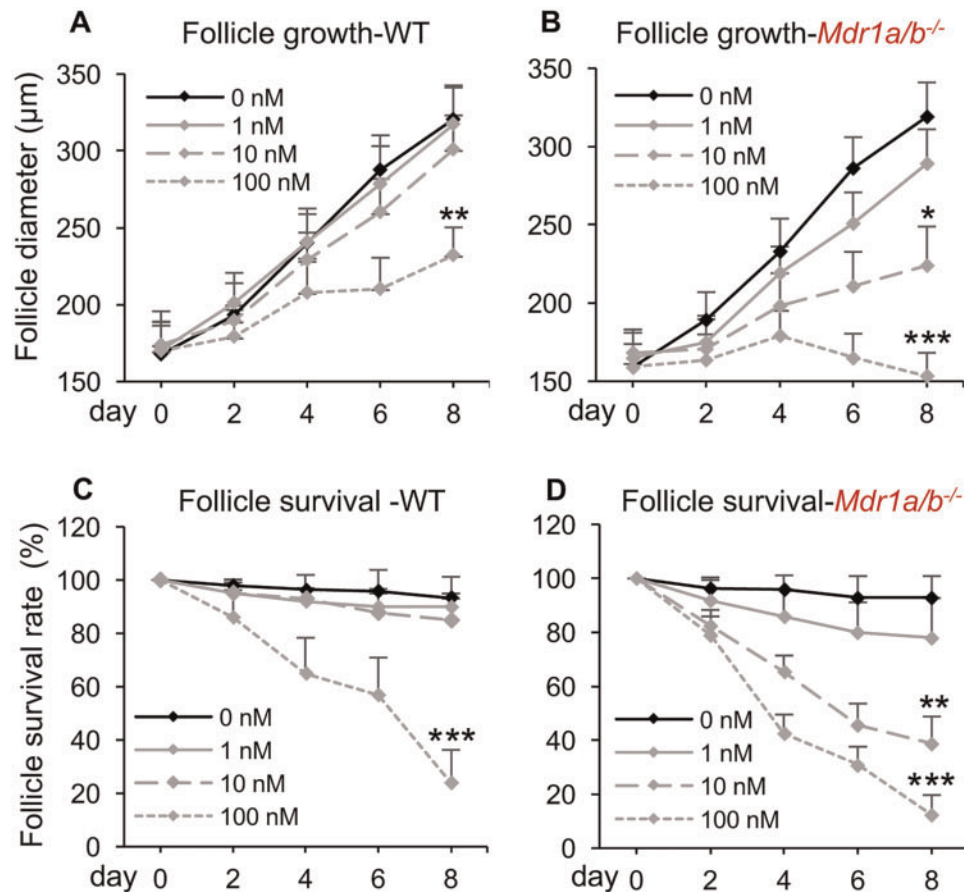 A
Follicle growth-WT
Follicle diameter (µm)
350
300
250
200
150
0 nM
1 nM
10 nM
100 nM
**
day 0 2 4 6 8
B
Follicle growth-Mdr1a/b-/-
350
300
250
200
150
0 nM
1 nM
10 nM
100 nM
*
***
day 0 2 4 6 8
C
Follicle survival -WT
Follicle survival rate (%)
120
100
80
60
40
20
0
0 nM
1 nM
10 nM
100 nM
***
day 0 2 4 6 8
D
Follicle survival-Mdr1a/b-/-
120
100
80
60
40
20
0
0 nM
1 nM
10 nM
100 nM
**
***
day 0 2 4 6 8